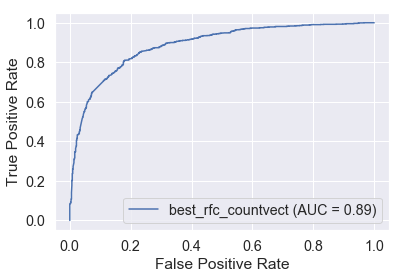 1.0
0.8
0.6
0.4
0.2
0.0
True Positive Rate
best_rfc_countvect (AUC = 0.89)
0.0 0.2 0.4 0.6 0.8 1.0
False Positive Rate